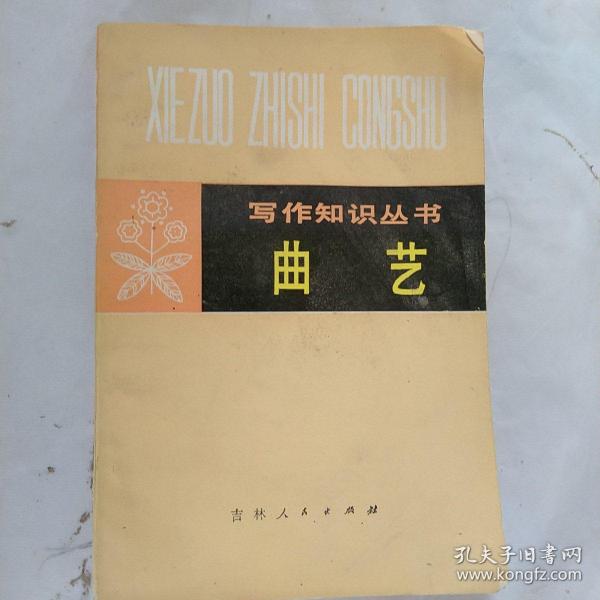 XIEZUO ZHISHI CONGSHU
写作知识丛书
曲艺
吉林人民出版社
孔夫子旧书网
www.kongfz.com